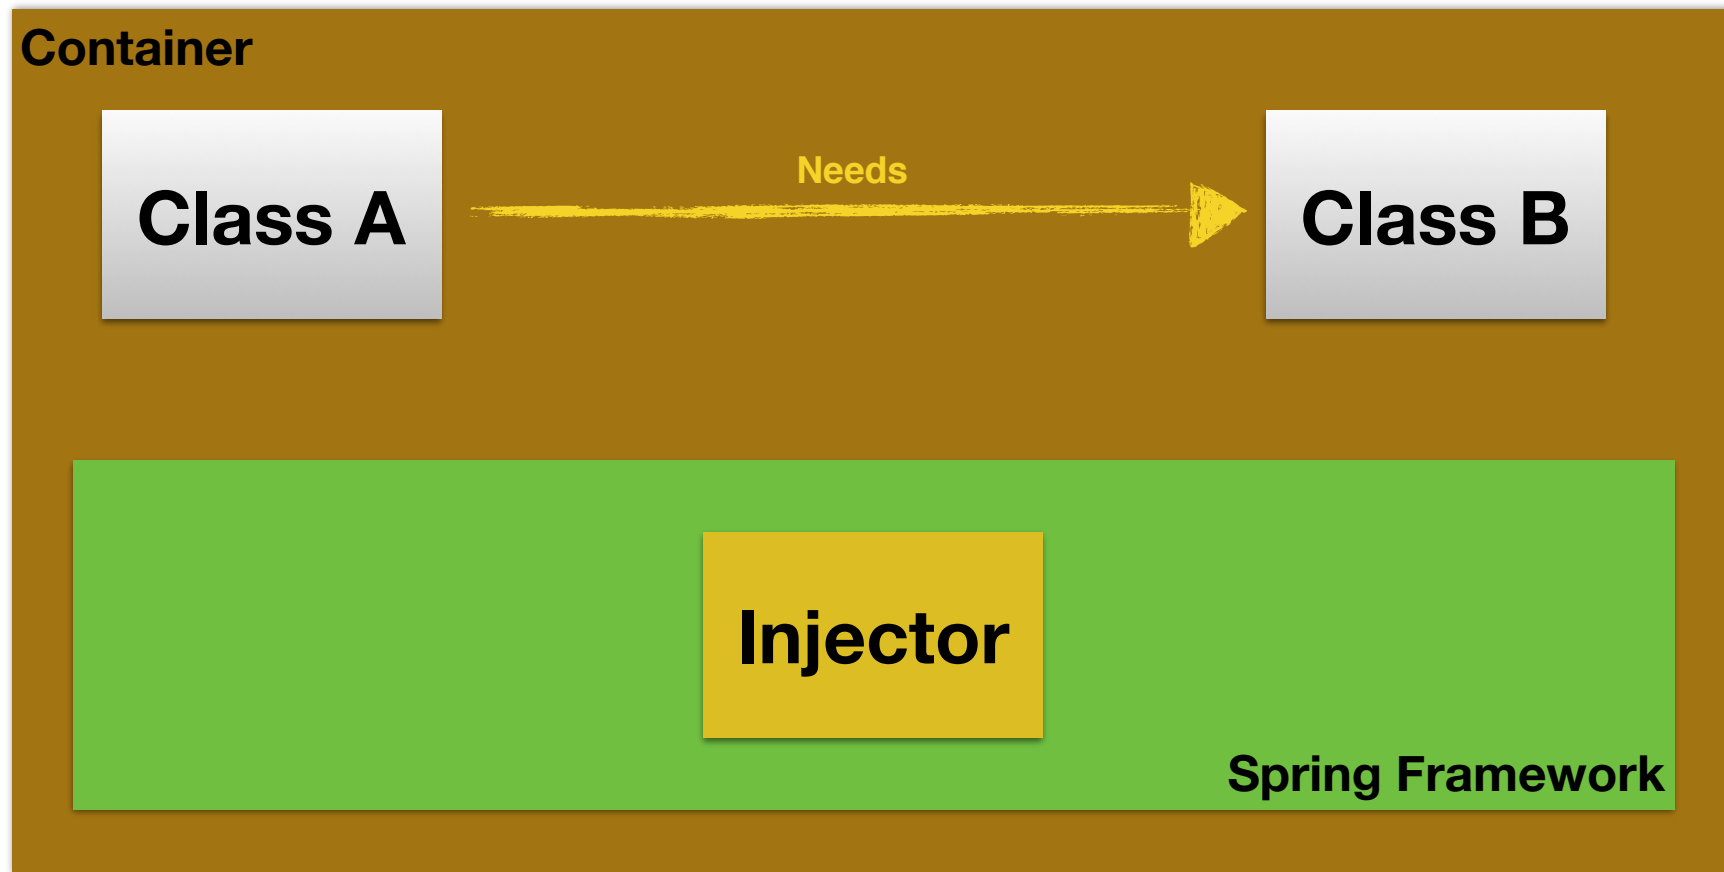 Container
Needs
Class A
Class B
Injector
Spring Framework